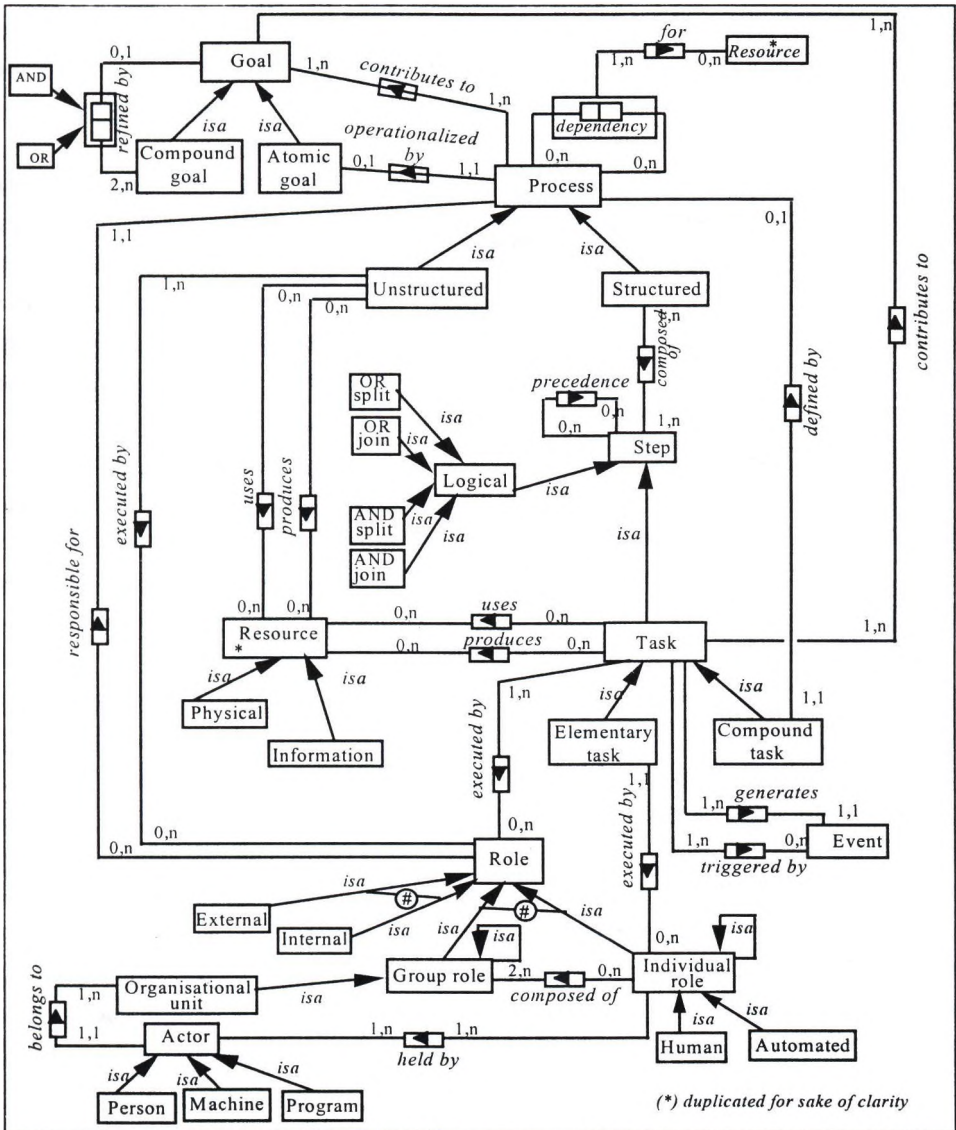 1,n
for
0,1
Goal
1,n
0,n
*
Resource
1,n
contributes to
AND
refined by
1,n
operationalized
by
dependency
OR
isa
isa
Compound
goal
Atomic
goal
0,1
1,1
0,n
0,n
2,n
Process
0,1
1,1
isa
isa
1,n
Unstructured
Structured
0,n
0,n
0,n
contributes to
composed
of
OR
split
precedence
isa
0,n
defined by
OR
join
isa
0,n
1,n
Step
Logical
isa
executed by
uses
produces
AND
split
isa
isa
isa
AND
join
responsible for
0,n
0,n
0,n
uses
0,n
Resource
*
produces
Task
0,n
0,n
1,n
isa
isa
1,n
isa
isa
Physical
executed by
Elementary
task
Compound
task
1,1
Information
1,1
generates
executed by
1,n
1,1
0,n
0,n
0,n
1,n
0,n
Event
Role
triggered by
isa
#
#
External
isa
isa
isa
isa
isa
Internal
0,n
belongs to
Organisational
unit
Group role
2,n
0,n
Individual
role
1,n
isa
composed of
1,1
Actor
1,n
1,n
isa
isa
held by
Human
Automated
isa
isa
isa
Person
Machine
Program
(*) duplicated for sake of clarity